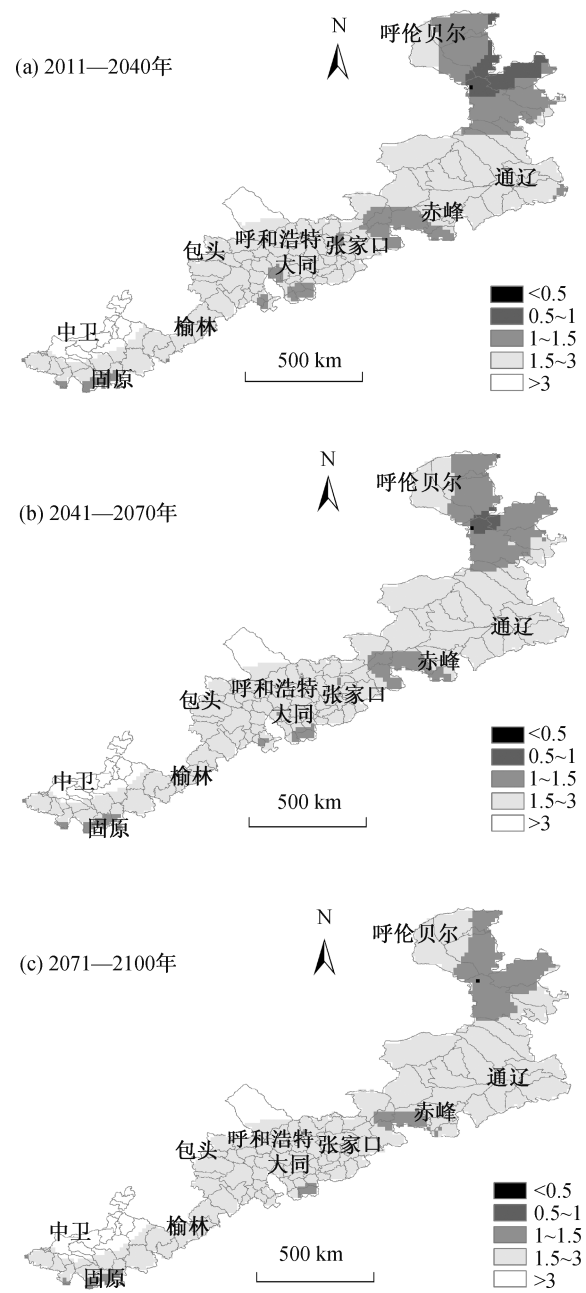 (a) 2011—2040年
N
呼伦贝尔
通辽
赤峰
张家口
呼和浩特
大同
包头
榆林
中卫
固原
500 km
<0.5
0.5~1
1~1.5
1.5~3
>3
(b) 2041—2070年
N
呼伦贝尔
通辽
赤峰
张家口
呼和浩特
大同
包头
榆林
中卫
固原
500 km
<0.5
0.5~1
1~1.5
1.5~3
>3
(c) 2071—2100年
N
呼伦贝尔
通辽
赤峰
张家口
呼和浩特
大同
包头
榆林
中卫
固原
500 km
<0.5
0.5~1
1~1.5
1.5~3
>3